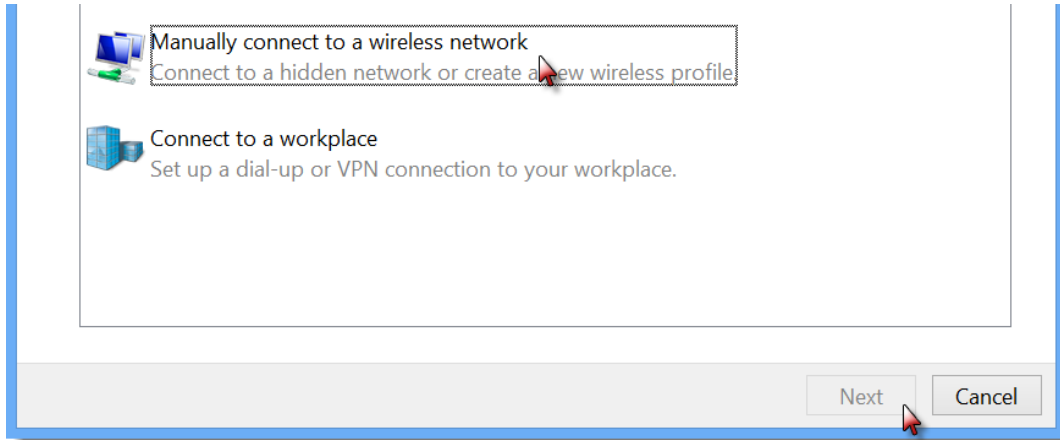 Manually connect to a wireless network
Connect to a hidden network or create a new wireless profile.
Connect to a workplace
Set up a dial-up or VPN connection to your workplace.
Next Cancel